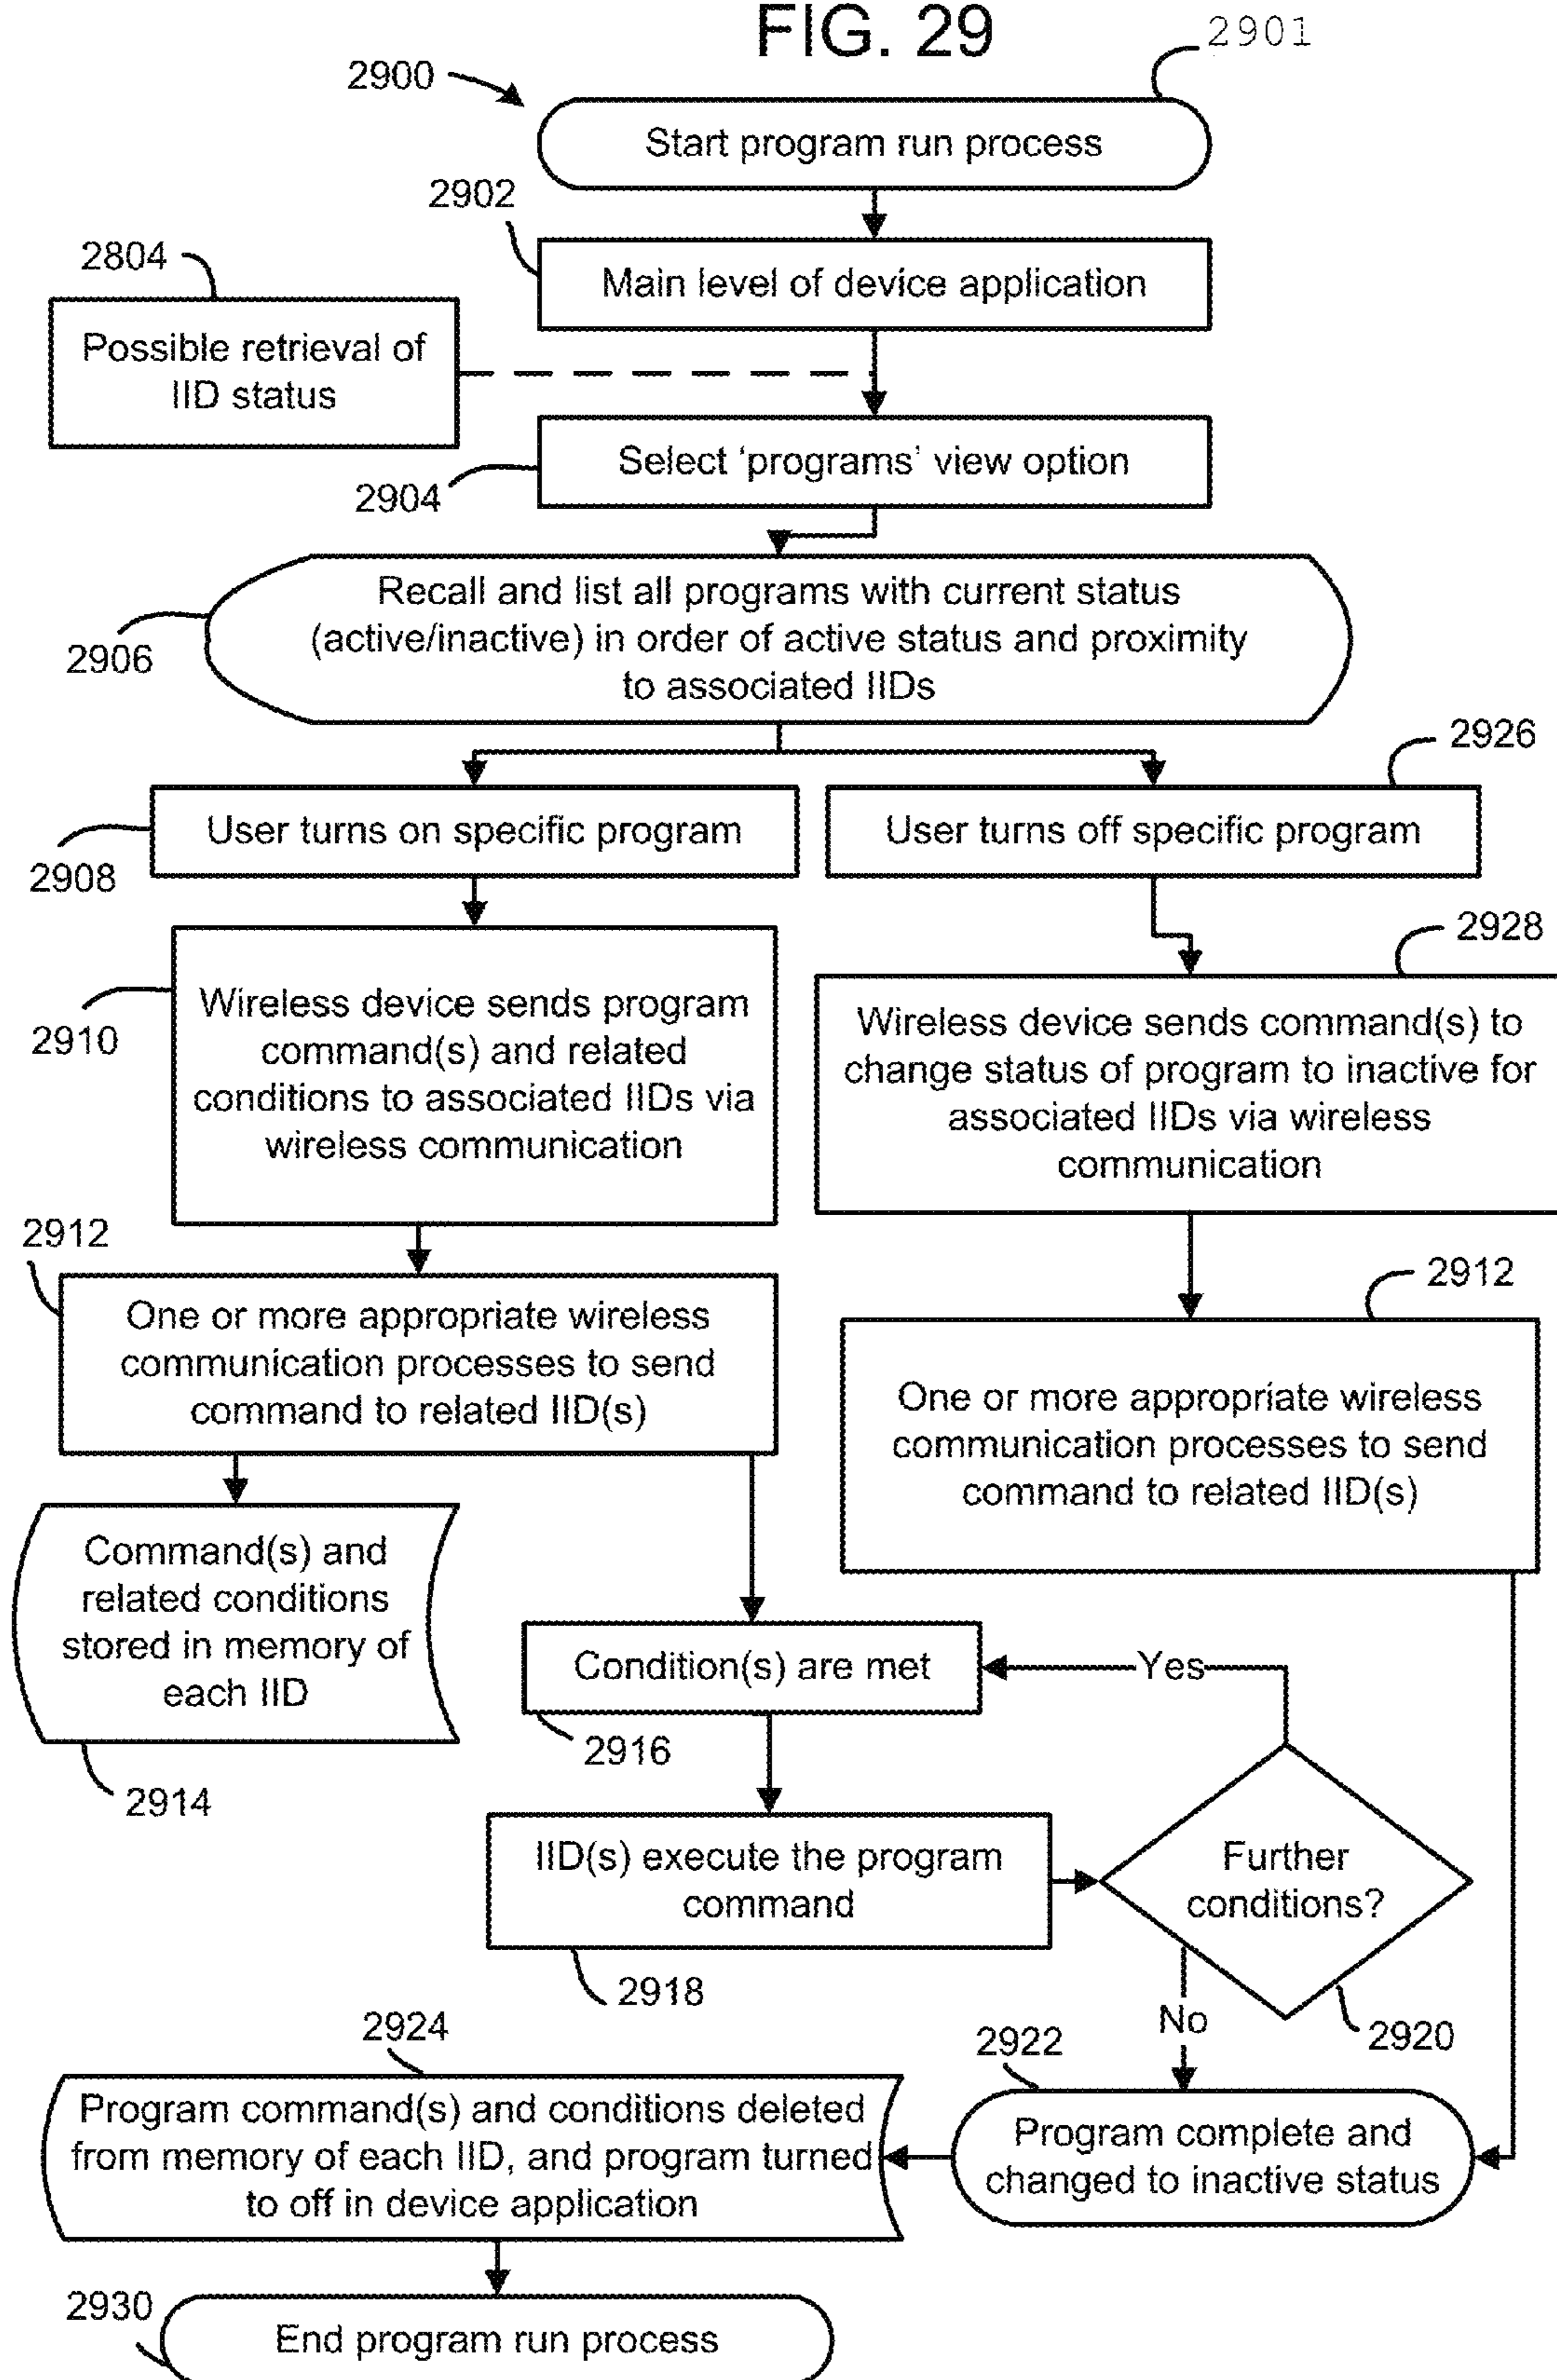 FIG. 29
2901
2900
Start program run process
2902
Main level of device application
2804
Possible retrieval of
IID status
Select ‘programs’ view option
2904
Recall and list all programs with current status
(active/inactive) in order of active status and proximity
to associated IIDs
2906
2926
User turns on specific program
User turns off specific program
2908
2928
Wireless device sends program
command(s) and related
conditions to associated IIDs via
wireless communication
2910
Wireless device sends command(s) to
change status of program to inactive for
associated IIDs via wireless
communication
2912
One or more appropriate wireless
communication processes to send
command to related IID(s)
2912
One or more appropriate wireless
communication processes to send
command to related IID(s)
Command(s) and
related conditions
stored in memory of
each IID
2914
Condition(s) are met
Yes
2916
IID(s) execute the program
command
Further
conditions?
2918
No
2920
2924
2922
Program command(s) and conditions deleted
from memory of each IID, and program turned
to off in device application
Program complete and
changed to inactive status
2930
End program run process